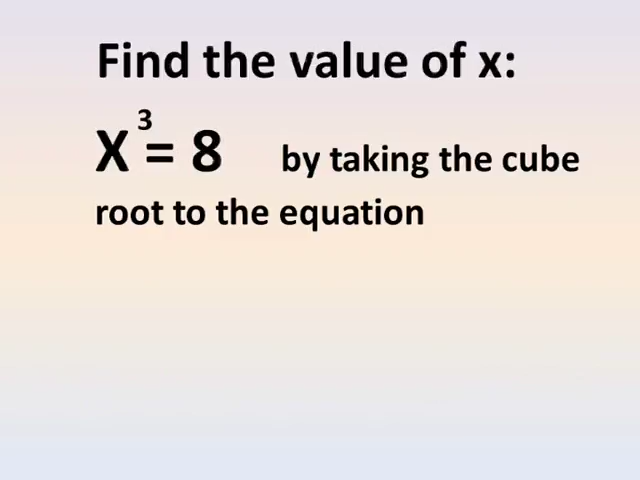 Find the value of x:
X³= 8 by taking the cube
root to the equation